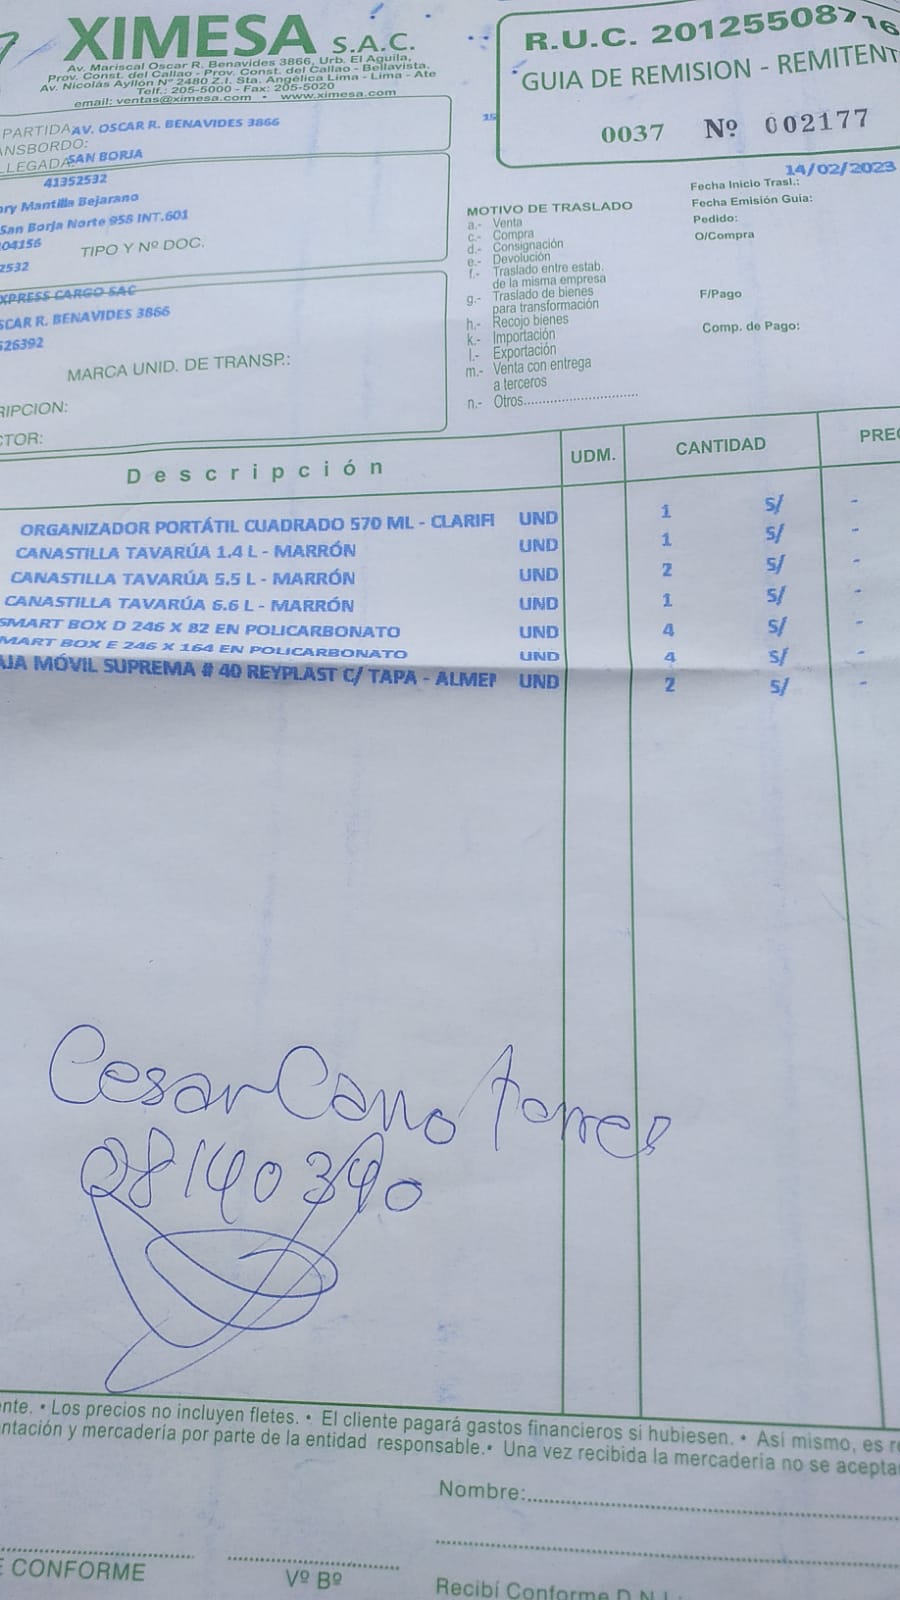 XIMESA S.A.C.
Av. Mariscal Oscar R. Benavides 3866, Urb. El Aguila,
Prov. Const. del Callao - Prov. Const. del Callao - Bellavista.
Av. Nicolás Ayllón Nº 2480 Z.I. Sta. Angélica Lima - Lima - Ate
Telf.: 205-5000 - Fax: 205-5020
email: ventas@ximesa.com • www.ximesa.com
R.U.C. 20125508716
GUIA DE REMISION - REMITENT
0037 Nº 002177
PARTIDA AV. OSCAR R. BENAVIDES 3866
ANSBORDO:
LLEGADA SAN BORJA
41352532
ory Mantilla Bejarano
San Borja Norte 958 INT.601
04156 TIPO Y Nº DOC.
2532
XPRESS CARGO SAC
SCAR R. BENAVIDES 3866
526392
MARCA UNID. DE TRANSP.:
RIPCION:
CTOR:
15
14/02/2023
Fecha Inicio Trasl.:
Fecha Emisión Guia:
Pedido:
O/Compra
F/Pago
Comp. de Pago:
MOTIVO DE TRASLADO
a.- Venta
c.- Compra
d.- Consignación
e.- Devolución
f.- Traslado entre estab.
de la misma empresa
g.- Traslado de bienes
para transformación
h.- Recojo bienes
k.- Importación
l.- Exportación
m.- Venta con entrega
a terceros
n.- Otros
Descripción UDM. CANTIDAD PREC
ORGANIZADOR PORTÁTIL CUADRADO 570 ML - CLARIFI UND 1 S/ -
CANASTILLA TAVARÚA 1.4 L - MARRÓN UND 1 S/ -
CANASTILLA TAVARÚA 5.5 L - MARRÓN UND 2 S/ -
CANASTILLA TAVARÚA 6.6 L - MARRÓN UND 1 S/ -
SMART BOX D 246 X 82 EN POLICARBONATO UND 4 S/ -
MART BOX E 246 X 164 EN POLICARBONATO UND 4 S/ -
AJA MÓVIL SUPREMA # 40 REYPLAST C/ TAPA - ALMEN UND 2 S/ -
Cesar Cano Torres
nte. • Los precios no incluyen fletes. • El cliente pagará gastos financieros si hubiesen. • Asi mismo, es re
ntación y mercadería por parte de la entidad responsable. • Una vez recibida la mercaderia no se acepta
Nombre:
E CONFORME
Vº Bº
Recibí Conforme D.N.I.